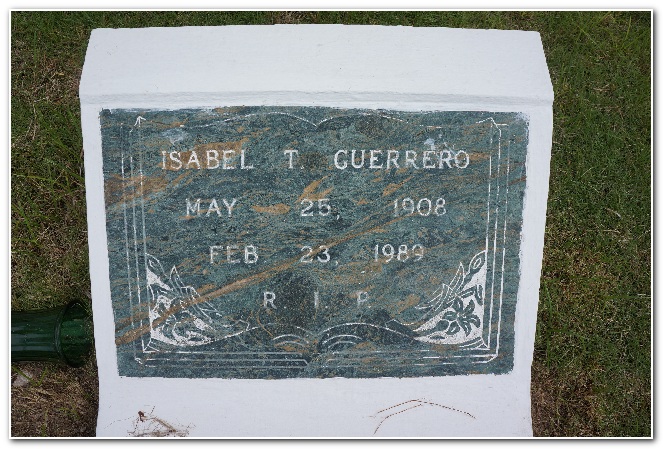 ISABEL T. GUERRERO
MAY 25, 1908
FEB 23, 1989
R I P